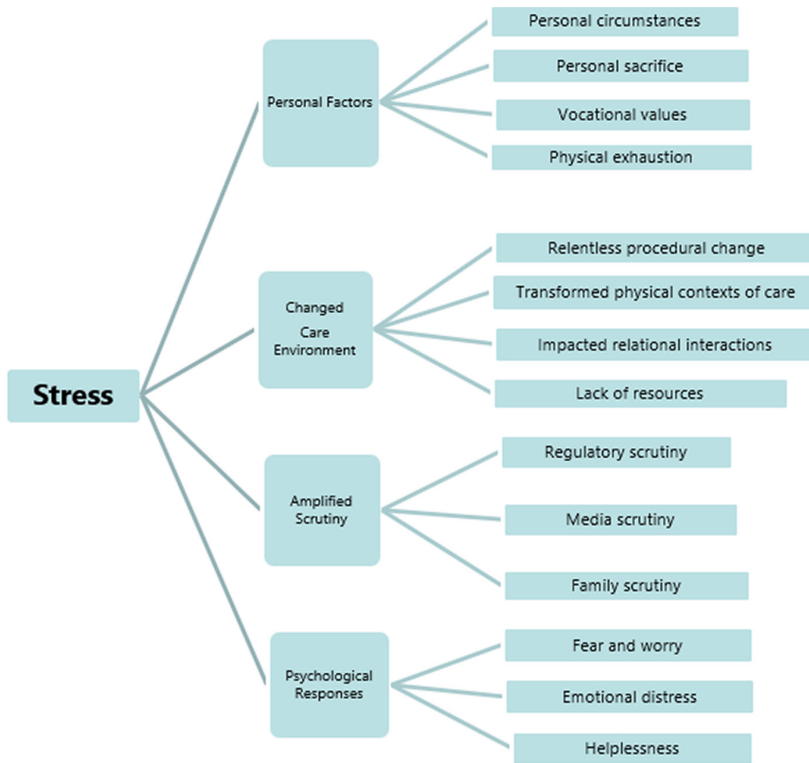 Stress
Personal Factors
Personal circumstances
Personal sacrifice
Vocational values
Physical exhaustion
Changed
Care
Environment
Relentless procedural change
Transformed physical contexts of care
Impacted relational interactions
Lack of resources
Amplified
Scrutiny
Regulatory scrutiny
Media scrutiny
Family scrutiny
Psychological
Responses
Fear and worry
Emotional distress
Helplessness